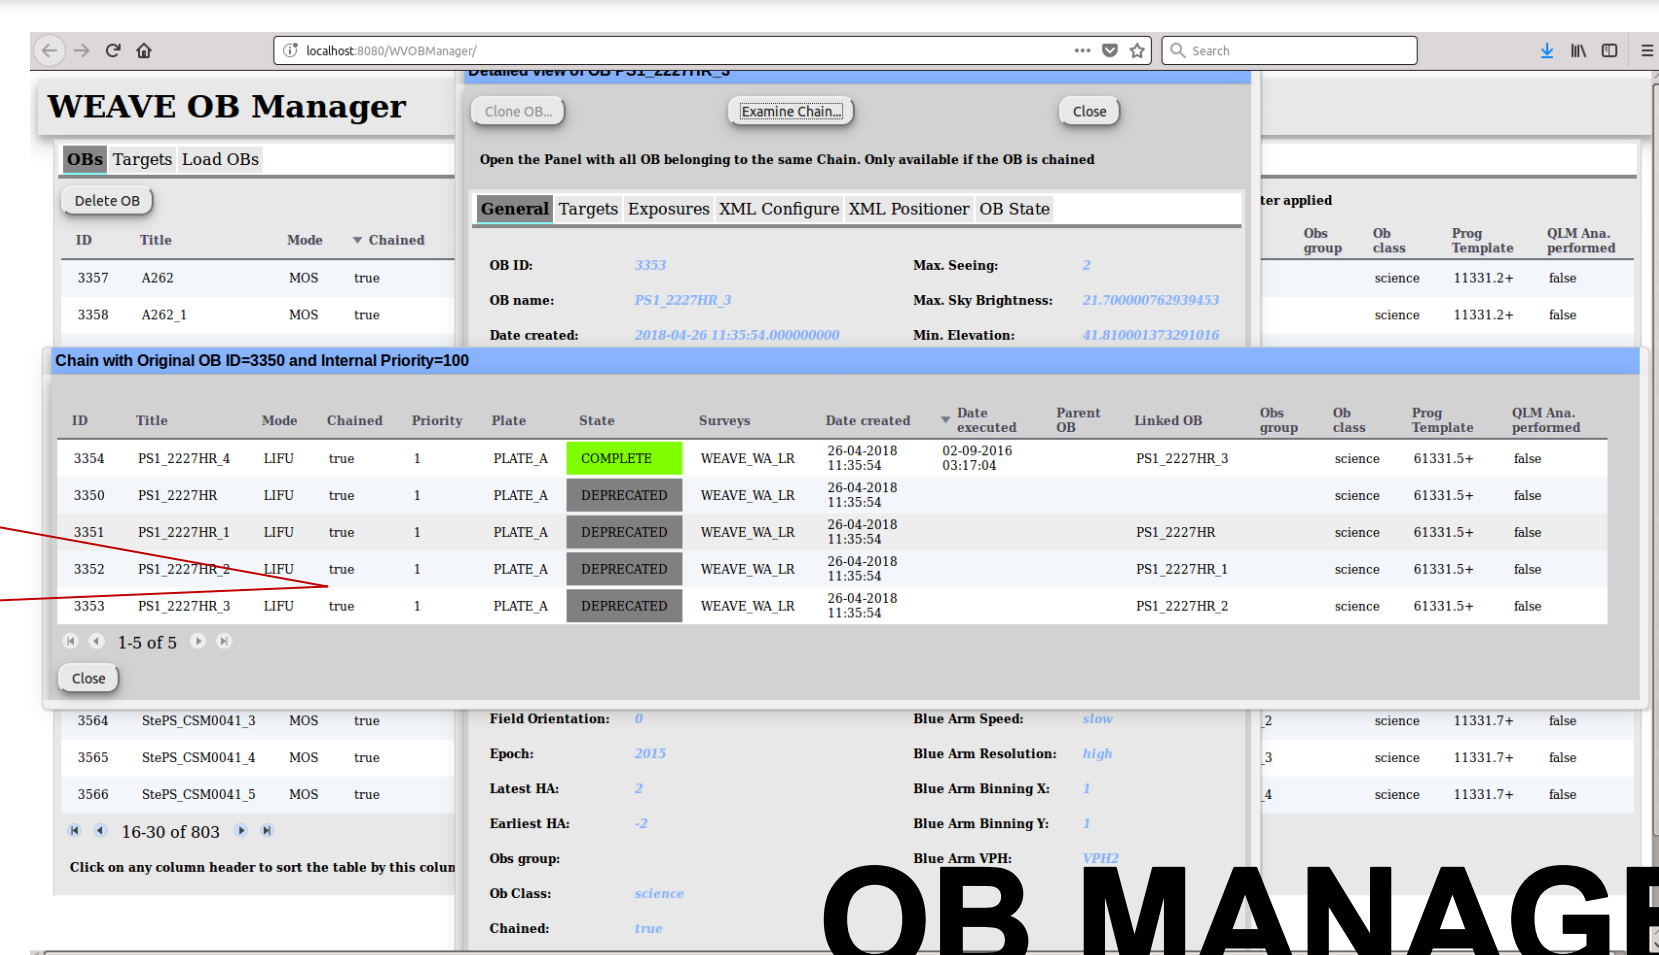 localhost:8080/WVOBManager/
Search
WEAVE OB Manager
Detailed view of OB PS1_2227HR_3
Clone OB... Examine Chain... Close
Open the Panel with all OB belonging to the same Chain. Only available if the OB is chained
OBs Targets Load OBs
Delete OB
ter applied
General Targets Exposures XML Configure XML Positioner OB State
ID Title Mode Chained Obs group Ob class Prog Template QLM Ana. performed
3357 A262 MOS true science 11331.2+ false
3358 A262_1 MOS true science 11331.2+ false
OB ID: 3353 Max. Seeing: 2
OB name: PS1_2227HR_3 Max. Sky Brightness: 21.700000762939453
Date created: 2018-04-26 11:35:54.000000000 Min. Elevation: 41.810001373291016
Chain with Original OB ID=3350 and Internal Priority=100
ID Title Mode Chained Priority Plate State Surveys Date created Date executed Parent OB Linked OB Obs group Ob class Prog Template QLM Ana. performed
3354 PS1_2227HR_4 LIFU true 1 PLATE_A COMPLETE WEAVE_WA_LR 26-04-2018 11:35:54 02-09-2016 03:17:04 PS1_2227HR_3 science 61331.5+ false
3350 PS1_2227HR LIFU true 1 PLATE_A DEPRECATED WEAVE_WA_LR 26-04-2018 11:35:54 science 61331.5+ false
3351 PS1_2227HR_1 LIFU true 1 PLATE_A DEPRECATED WEAVE_WA_LR 26-04-2018 11:35:54 PS1_2227HR science 61331.5+ false
3352 PS1_2227HR_2 LIFU true 1 PLATE_A DEPRECATED WEAVE_WA_LR 26-04-2018 11:35:54 PS1_2227HR_1 science 61331.5+ false
3353 PS1_2227HR_3 LIFU true 1 PLATE_A DEPRECATED WEAVE_WA_LR 26-04-2018 11:35:54 PS1_2227HR_2 science 61331.5+ false
1-5 of 5
Close
3564 StePS_CSM0041_3 MOS true _2 science 11331.7+ false
3565 StePS_CSM0041_4 MOS true _3 science 11331.7+ false
3566 StePS_CSM0041_5 MOS true _4 science 11331.7+ false
16-30 of 803
Click on any column header to sort the table by this colum
Field Orientation: 0 Blue Arm Speed: slow
Epoch: 2015 Blue Arm Resolution: high
Latest HA: 2 Blue Arm Binning X: 1
Earliest HA: -2 Blue Arm Binning Y: 1
Obs group: Blue Arm VPH: VPH2
Ob Class: science
Chained: true
OB MANAGE